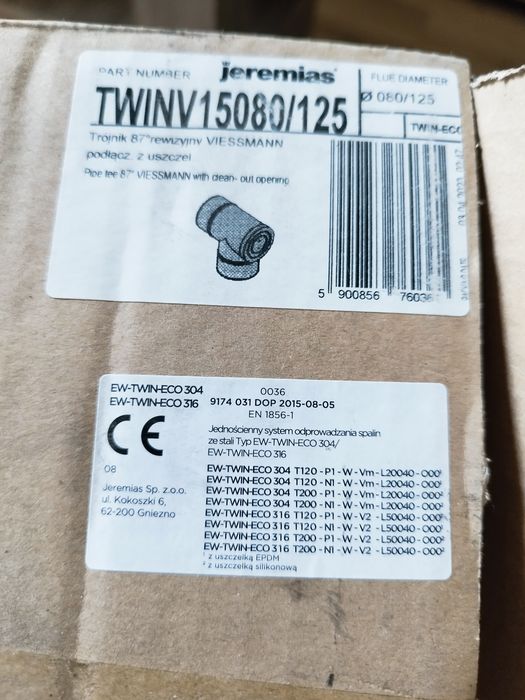 PART NUMBER
jeremias
FLUE DIAMETER
TWINV15080/125
Ø 080/125
TWIN-ECO
Trójnik 87° rewizyjny VIESSMANN
podłącz. z uszczel
Pipe tee 87° VIESSMANN with clean- out opening
5 900856 76036
EW-TWIN-ECO 304
EW-TWIN-ECO 316
0036
9174 031 DOP 2015-08-05
EN 1856-1
CE
Jednościenny system odprowadzania spalin
ze stali Typ EW-TWIN-ECO 304/
EW-TWIN-ECO 316
08
Jeremias Sp. z.o.o.
ul. Kokoszki 6,
62-200 Gniezno
EW-TWIN-ECO 304 T120 - P1 - W - Vm - L20040 - O00¹
EW-TWIN-ECO 304 T120 - N1 - W - Vm - L20040 - O00¹
EW-TWIN-ECO 304 T200 - P1 - W - Vm - L20040 - O00²
EW-TWIN-ECO 304 T200 - N1 - W - Vm - L20040 - O00²
EW-TWIN-ECO 316 T120 - P1 - W - V2 - L50040 - O00¹
EW-TWIN-ECO 316 T120 - N1 - W - V2 - L50040 - O00¹
EW-TWIN-ECO 316 T200 - P1 - W - V2 - L50040 - O00²
EW-TWIN-ECO 316 T200 - N1 - W - V2 - L50040 - O00²
¹ z uszczelką EPDM
² z uszczelką silikonową